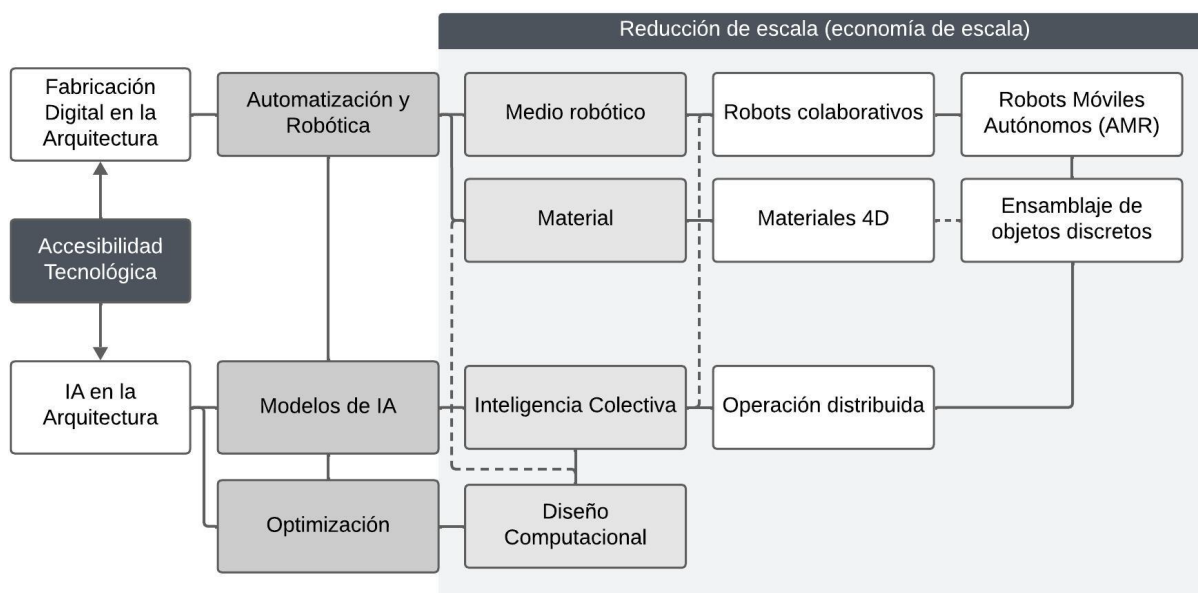 Reducción de escala (economía de escala)
Fabricación
Digital en la
Arquitectura
Automatización y
Robótica
Medio robótico
Robots colaborativos
Robots Móviles
Autónomos (AMR)
Accesibilidad
Tecnológica
Material
Materiales 4D
Ensamblaje de
objetos discretos
IA en la
Arquitectura
Modelos de IA
Inteligencia Colectiva
Operación distribuida
Optimización
Diseño
Computacional